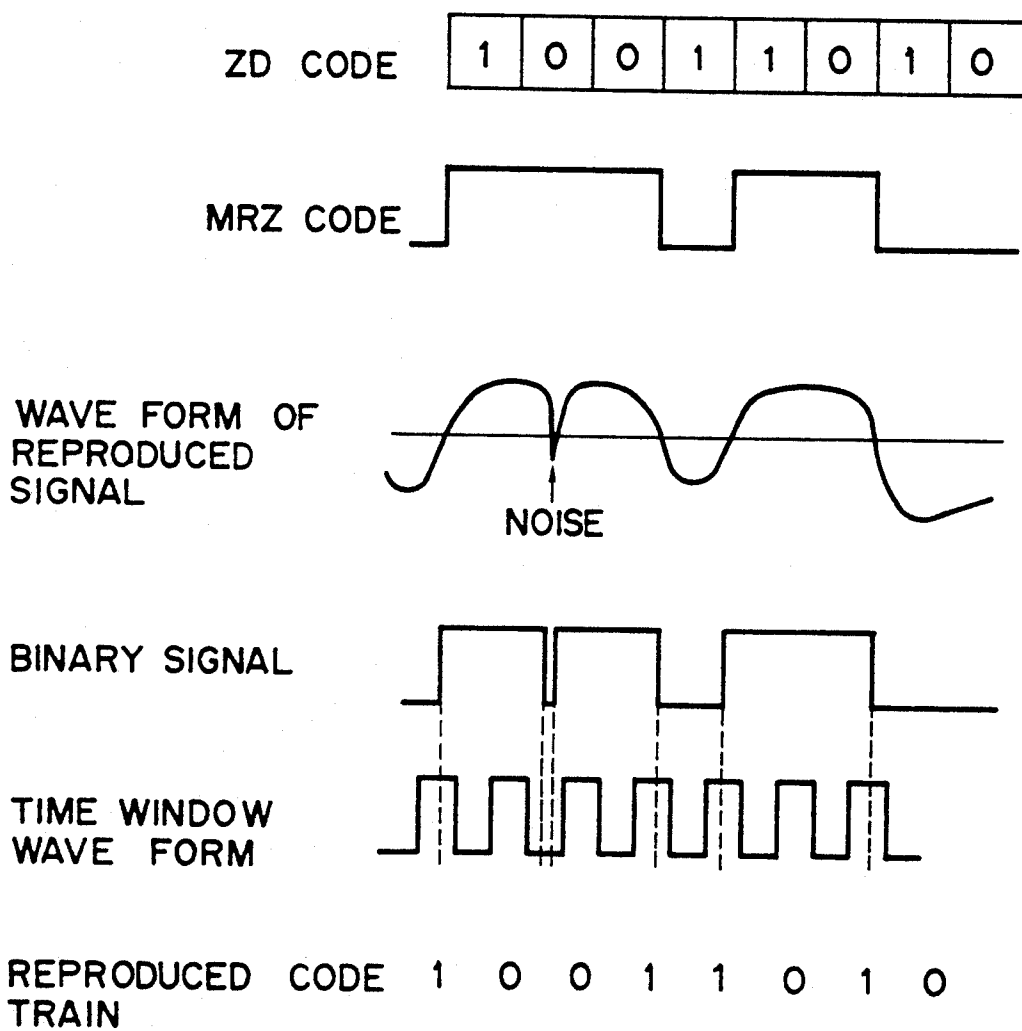 ZD CODE 1 0 0 1 1 0 1 0
MRZ CODE
WAVE FORM OF
REPRODUCED
SIGNAL
NOISE
BINARY SIGNAL
TIME WINDOW
WAVE FORM
REPRODUCED CODE 1 0 0 1 1 0 1 0
TRAIN